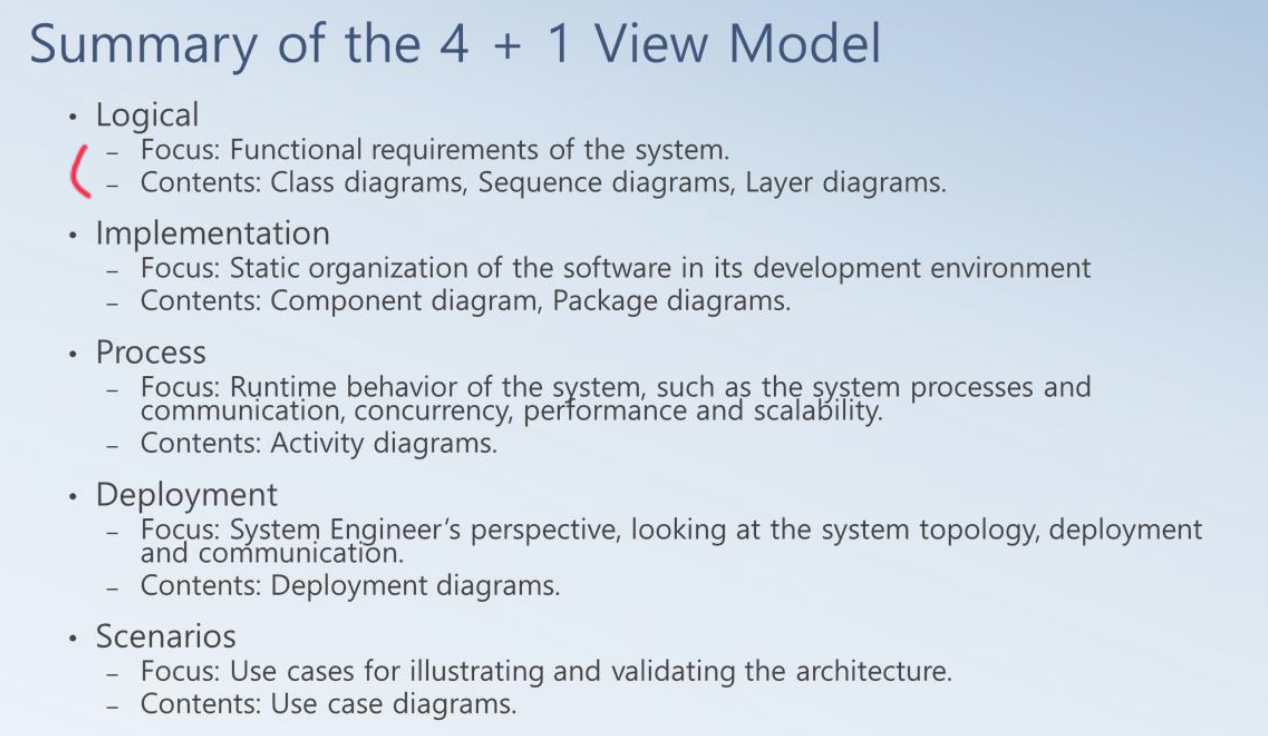 Summary of the 4 + 1 View Model
• Logical
– Focus: Functional requirements of the system.
– Contents: Class diagrams, Sequence diagrams, Layer diagrams.
• Implementation
– Focus: Static organization of the software in its development environment
– Contents: Component diagram, Package diagrams.
• Process
– Focus: Runtime behavior of the system, such as the system processes and
communication, concurrency, performance and scalability.
– Contents: Activity diagrams.
• Deployment
– Focus: System Engineer’s perspective, looking at the system topology, deployment
and communication.
– Contents: Deployment diagrams.
• Scenarios
– Focus: Use cases for illustrating and validating the architecture.
– Contents: Use case diagrams.